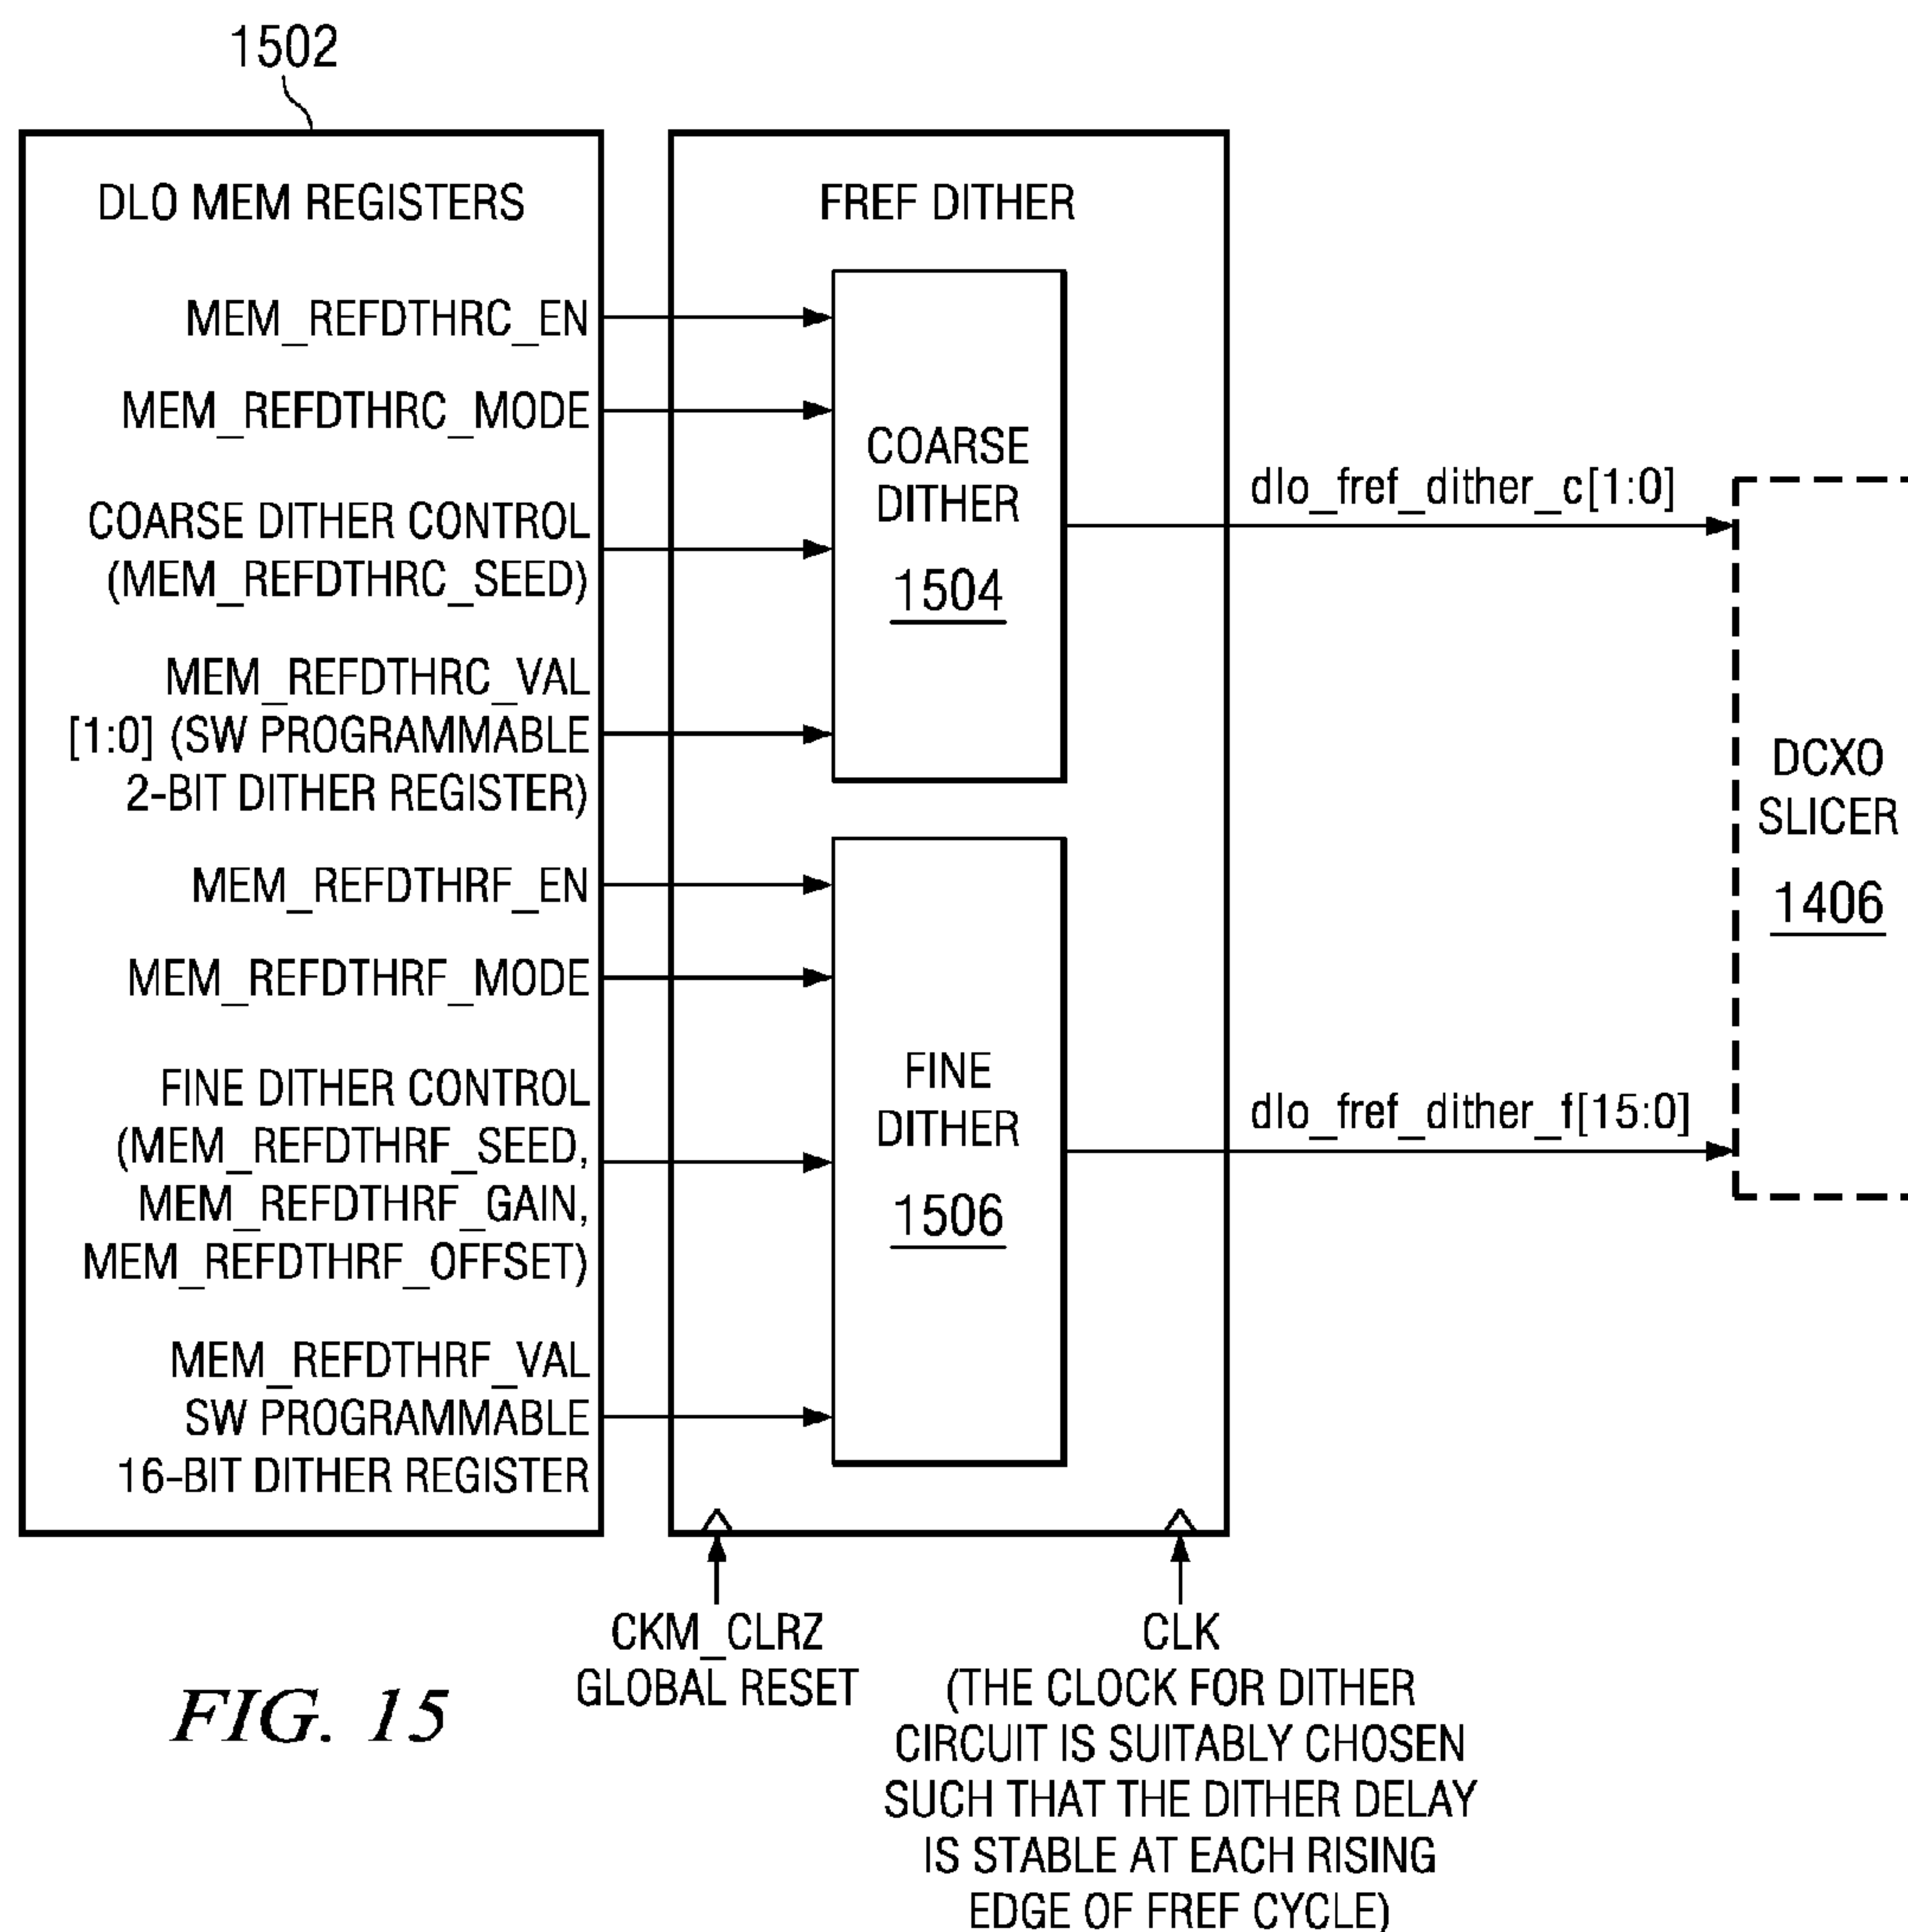 1502
DLO MEM REGISTERS
MEM_REFDTHRC_EN
MEM_REFDTHRC_MODE
COARSE DITHER CONTROL
(MEM_REFDTHRC_SEED)
MEM_REFDTHRC_VAL
[1:0] (SW PROGRAMMABLE
2-BIT DITHER REGISTER)
MEM_REFDTHRF_EN
MEM_REFDTHRF_MODE
FINE DITHER CONTROL
(MEM_REFDTHRF_SEED,
MEM_REFDTHRF_GAIN,
MEM_REFDTHRF_OFFSET)
MEM_REFDTHRF_VAL
SW PROGRAMMABLE
16-BIT DITHER REGISTER
FREF DITHER
COARSE
DITHER
1504
FINE
DITHER
1506
dlo_fref_dither_c[1:0]
dlo_fref_dither_f[15:0]
DCXO
SLICER
1406
CKM_CLRZ
GLOBAL RESET
CLK
(THE CLOCK FOR DITHER
CIRCUIT IS SUITABLY CHOSEN
SUCH THAT THE DITHER DELAY
IS STABLE AT EACH RISING
EDGE OF FREF CYCLE)
FIG. 15